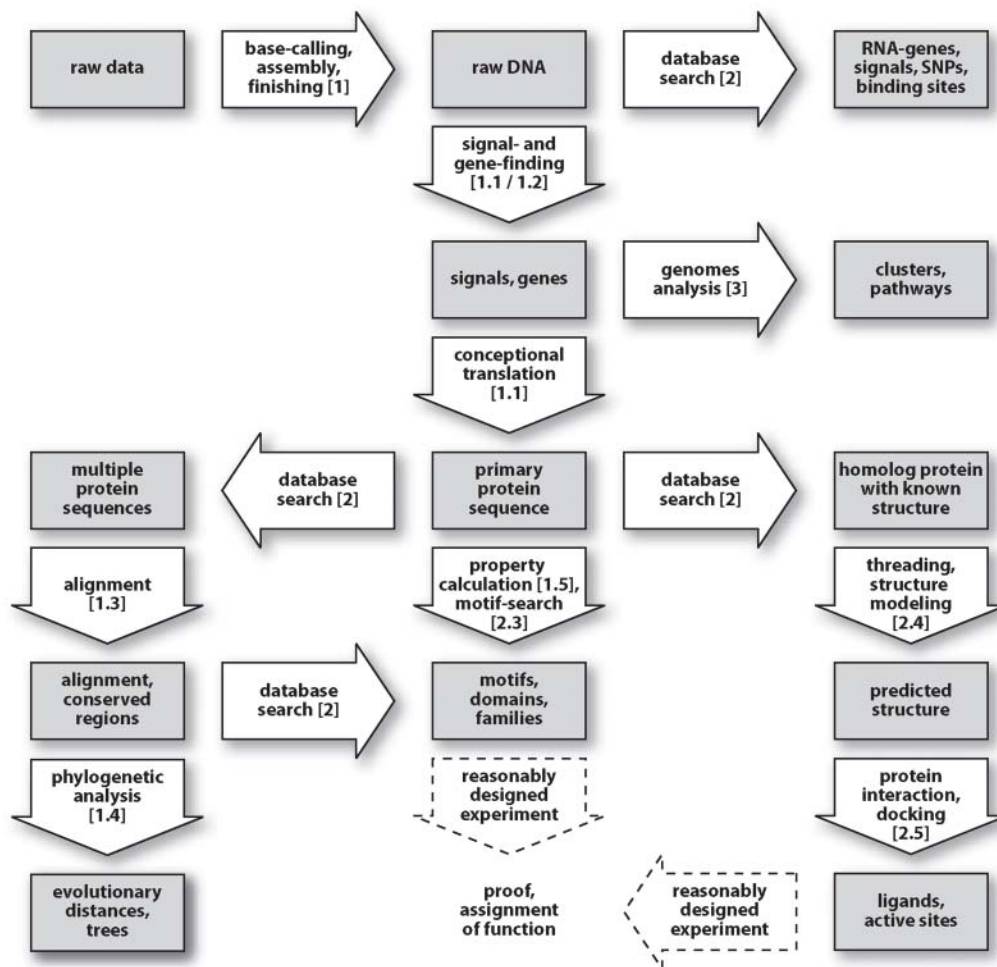 raw data
base-calling,
assembly,
finishing [1]
raw DNA
database
search [2]
RNA-genes,
signals, SNPs,
binding sites
signal- and
gene-finding
[1.1 / 1.2]
signals, genes
genomes
analysis [3]
clusters,
pathways
conceptional
translation
[1.1]
multiple
protein
sequences
database
search [2]
primary
protein
sequence
database
search [2]
homolog protein
with known
structure
alignment
[1.3]
property
calculation [1.5],
motif-search
[2.3]
threading,
structure
modeling
[2.4]
alignment,
conserved
regions
database
search [2]
motifs,
domains,
families
predicted
structure
phylogenetic
analysis
[1.4]
reasonably
designed
experiment
protein
interaction,
docking
[2.5]
evolutionary
distances,
trees
proof,
assignment
of function
reasonably
designed
experiment
ligands,
active sites